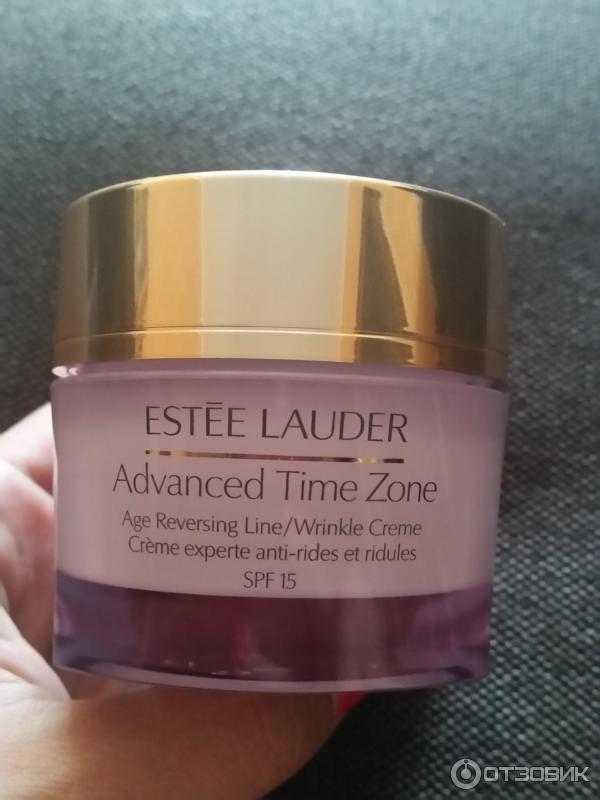 ESTĒE LAUDER
Advanced Time Zone
Age Reversing Line/Wrinkle Creme
Crème experte anti-rides et ridules
SPF 15
ОТЗОВИК